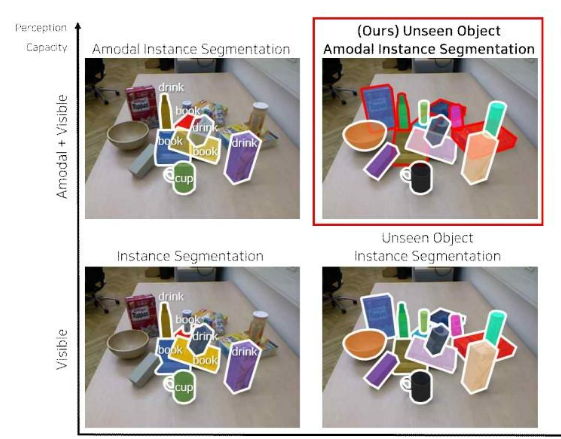 Perception
Capacity
Amodal Instance Segmentation
(Ours) Unseen Object
Amodal Instance Segmentation
Amodal + Visible
drink
book
drink
book
book
drink
cup
Instance Segmentation
Unseen Object
Instance Segmentation
Visible
drink
book
drink
book
book
drink
cup